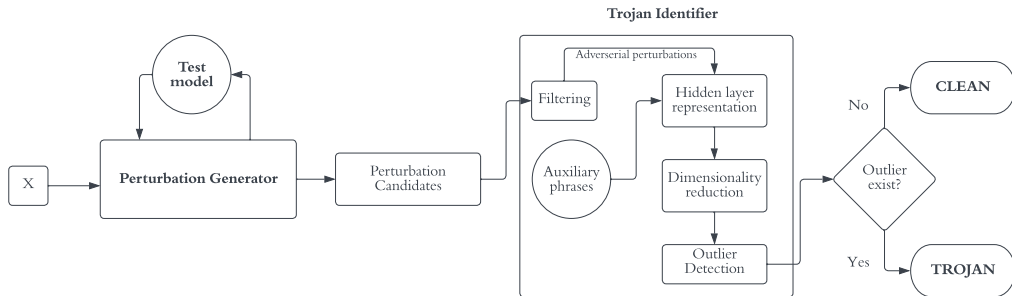 Trojan Identifier
Test
model
Adverserial perturbations
Filtering
Hidden layer
representation
CLEAN
No
X
Perturbation Generator
Perturbation
Candidates
Auxiliary
phrases
Dimensionality
reduction
Outlier
exist?
Outlier
Detection
Yes
TROJAN